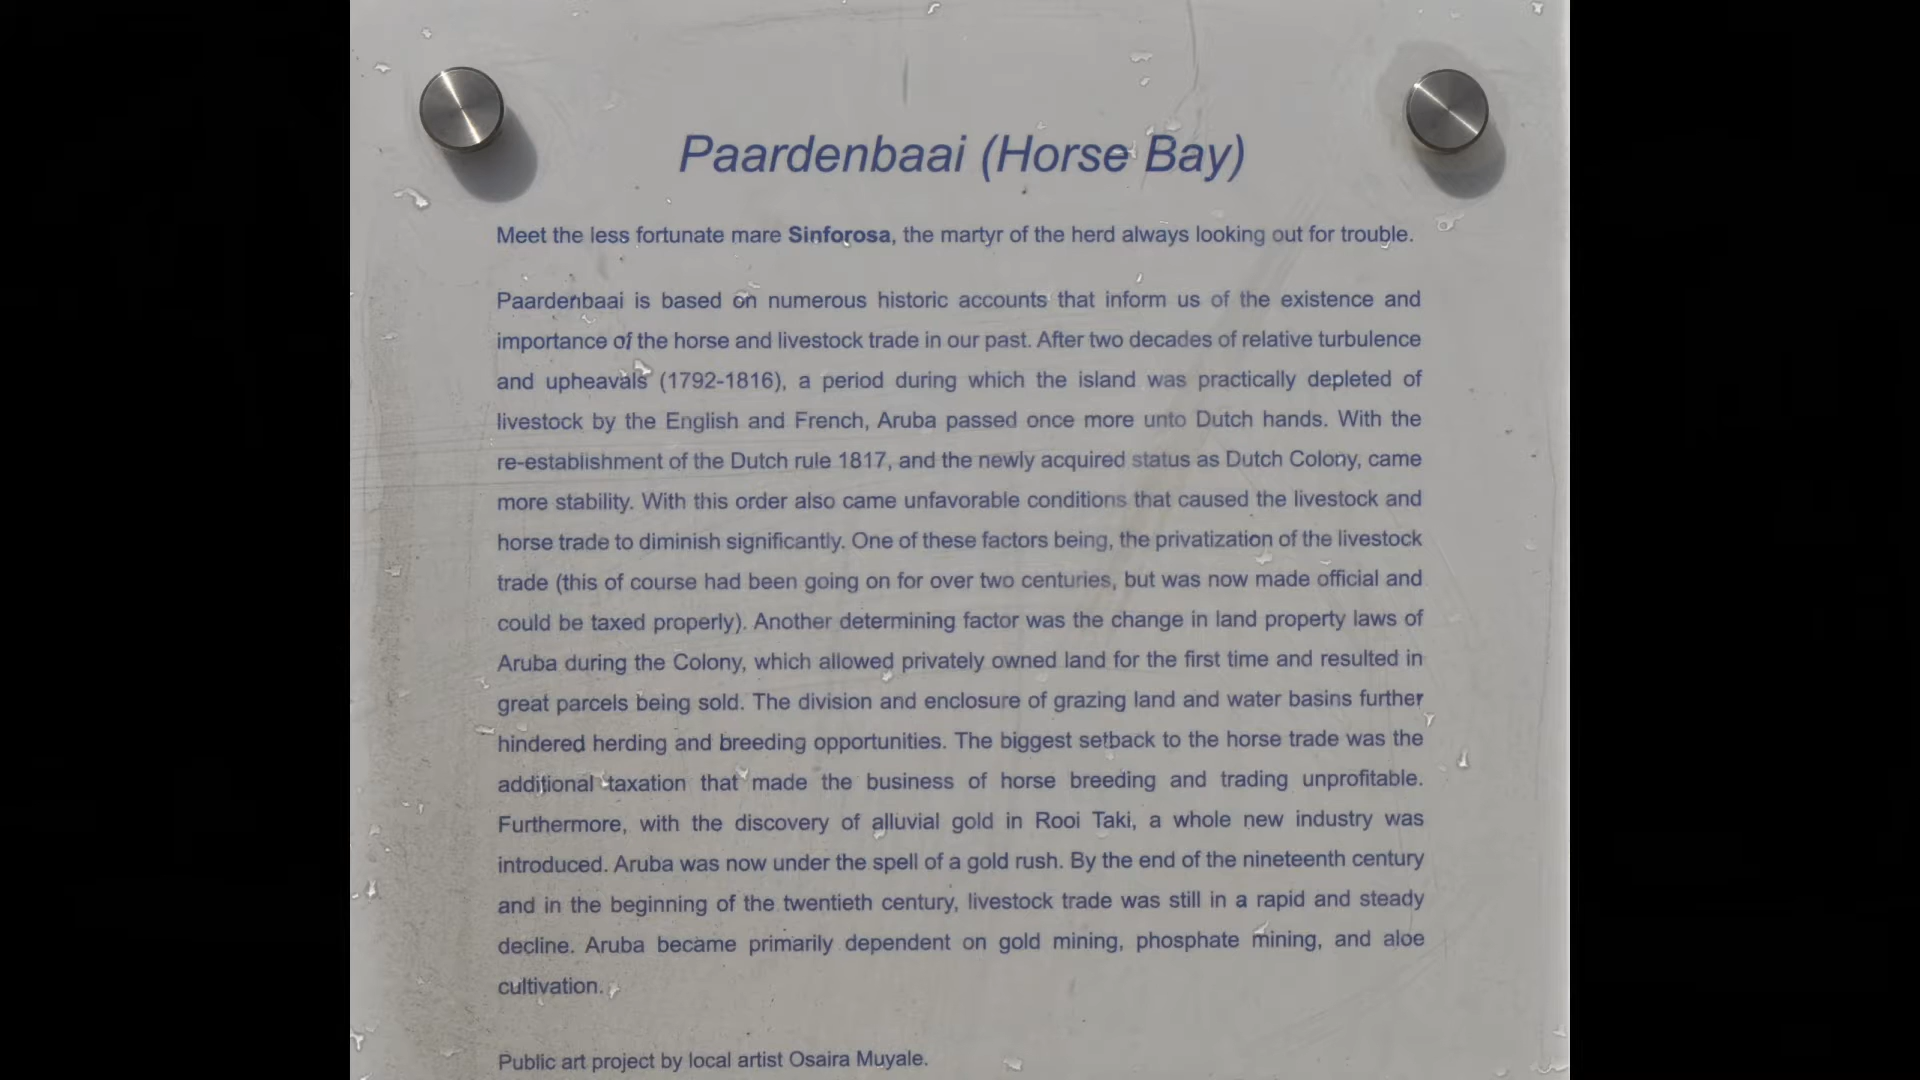 Paardenbaai (Horse Bay)
Meet the less fortunate mare Sinforosa, the martyr of the herd always looking out for trouble.
Paardenbaai is based on numerous historic accounts that inform us of the existence and
importance of the horse and livestock trade in our past. After two decades of relative turbulence
and upheavals (1792-1816), a period during which the island was practically depleted of
livestock by the English and French, Aruba passed once more unto Dutch hands. With the
re-establishment of the Dutch rule 1817, and the newly acquired status as Dutch Colony, came
more stability. With this order also came unfavorable conditions that caused the livestock and
horse trade to diminish significantly. One of these factors being, the privatization of the livestock
trade (this of course had been going on for over two centuries, but was now made official and
could be taxed properly). Another determining factor was the change in land property laws of
Aruba during the Colony, which allowed privately owned land for the first time and resulted in
great parcels being sold. The division and enclosure of grazing land and water basins further
hindered herding and breeding opportunities. The biggest setback to the horse trade was the
additional taxation that made the business of horse breeding and trading unprofitable.
Furthermore, with the discovery of alluvial gold in Rooi Taki, a whole new industry was
introduced. Aruba was now under the spell of a gold rush. By the end of the nineteenth century
and in the beginning of the twentieth century, livestock trade was still in a rapid and steady
decline. Aruba became primarily dependent on gold mining, phosphate mining, and aloe
cultivation.
Public art project by local artist Osaira Muyale.